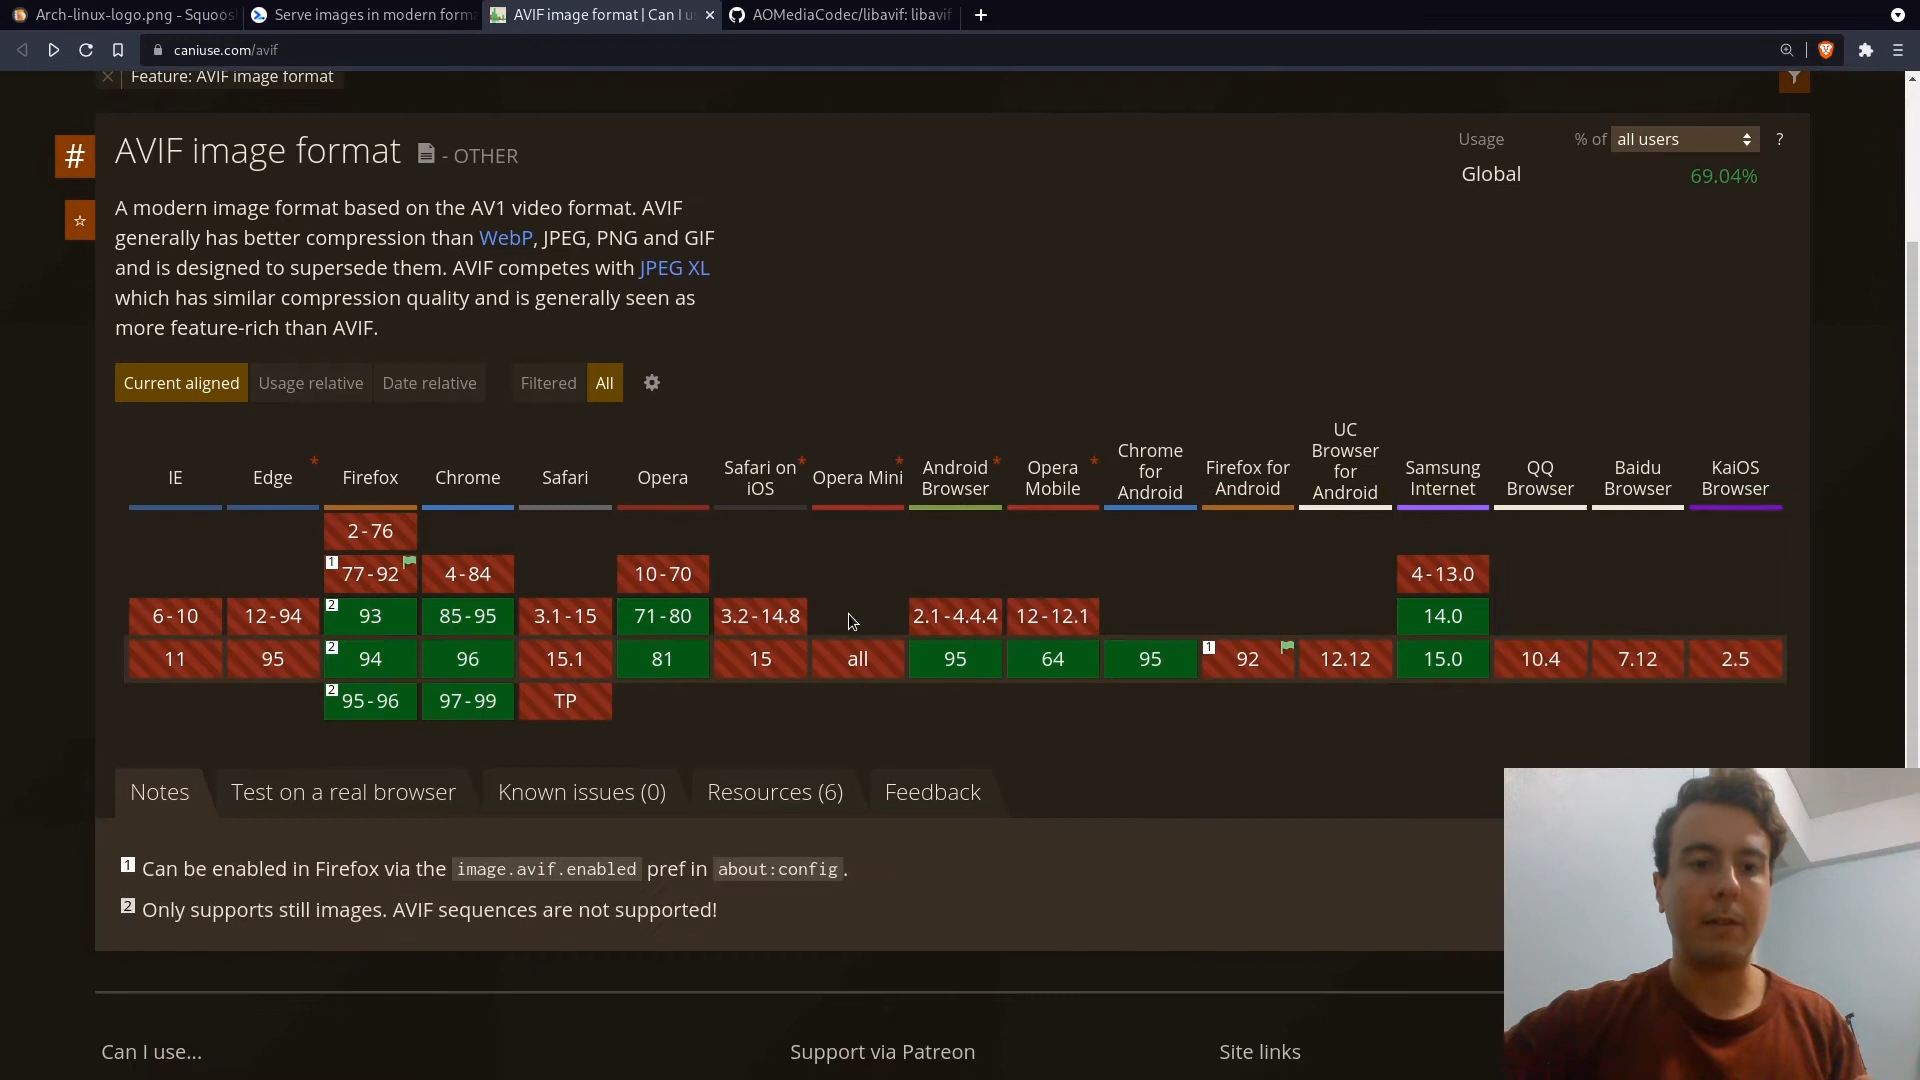 Arch-linux-logo.png - Squoos
Serve images in modern form
AVIF image format | Can I u
AOMediaCodec/libavif: libavif
caniuse.com/avif
Feature: AVIF image format
# AVIF image format - OTHER
Usage % of all users ?
Global 69.04%
A modern image format based on the AV1 video format. AVIF
generally has better compression than WebP, JPEG, PNG and GIF
and is designed to supersede them. AVIF competes with JPEG XL
which has similar compression quality and is generally seen as
more feature-rich than AVIF.
Current aligned Usage relative Date relative Filtered All
IE Edge * Firefox Chrome Safari Opera Safari on iOS * Opera Mini * Android Browser * Opera Mobile * Chrome for Android Firefox for Android UC Browser for Android Samsung Internet QQ Browser Baidu Browser KaiOS Browser
2-76
1 77-92 4-84 10-70 4-13.0
6-10 12-94 2 93 85-95 3.1-15 71-80 3.2-14.8 2.1-4.4.4 12-12.1 14.0
11 95 2 94 96 15.1 81 15 all 95 64 95 1 92 12.12 15.0 10.4 7.12 2.5
2 95-96 97-99 TP
Notes Test on a real browser Known issues (0) Resources (6) Feedback
1 Can be enabled in Firefox via the image.avif.enabled pref in about:config.
2 Only supports still images. AVIF sequences are not supported!
Can I use... Support via Patreon Site links